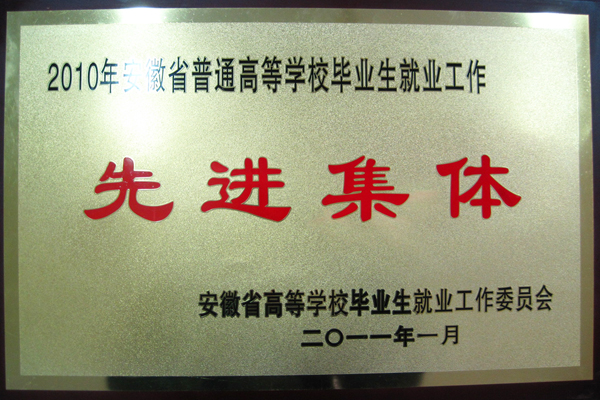 2010年安徽省普通高等学校毕业生就业工作
先进集体
安徽省高等学校毕业生就业工作委员会
二〇一一年一月